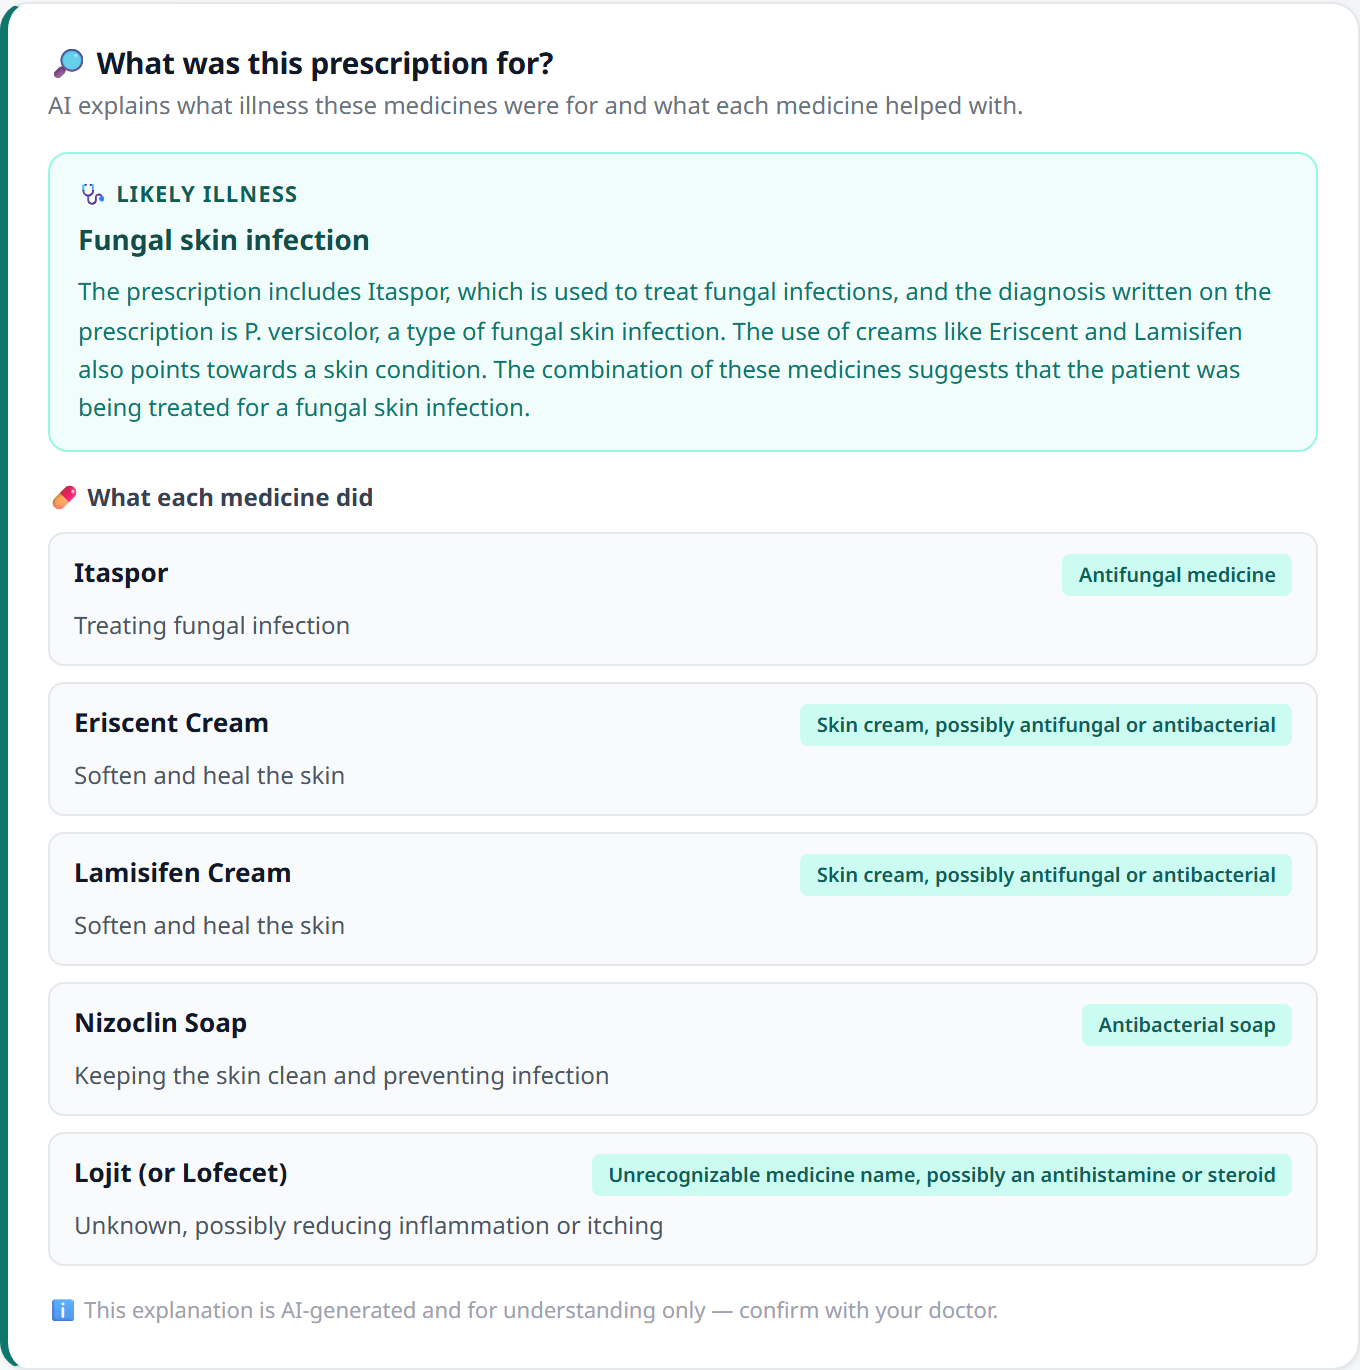 What was this prescription for?
AI explains what illness these medicines were for and what each medicine helped with.
LIKELY ILLNESS
Fungal skin infection
The prescription includes Itaspor, which is used to treat fungal infections, and the diagnosis written on the
prescription is P. versicolor, a type of fungal skin infection. The use of creams like Eriscent and Lamisifen
also points towards a skin condition. The combination of these medicines suggests that the patient was
being treated for a fungal skin infection.
What each medicine did
Itaspor
Antifungal medicine
Treating fungal infection
Eriscent Cream
Skin cream, possibly antifungal or antibacterial
Soften and heal the skin
Lamisifen Cream
Skin cream, possibly antifungal or antibacterial
Soften and heal the skin
Nizoclin Soap
Antibacterial soap
Keeping the skin clean and preventing infection
Lojit (or Lofecet)
Unrecognizable medicine name, possibly an antihistamine or steroid
Unknown, possibly reducing inflammation or itching
This explanation is AI-generated and for understanding only — confirm with your doctor.